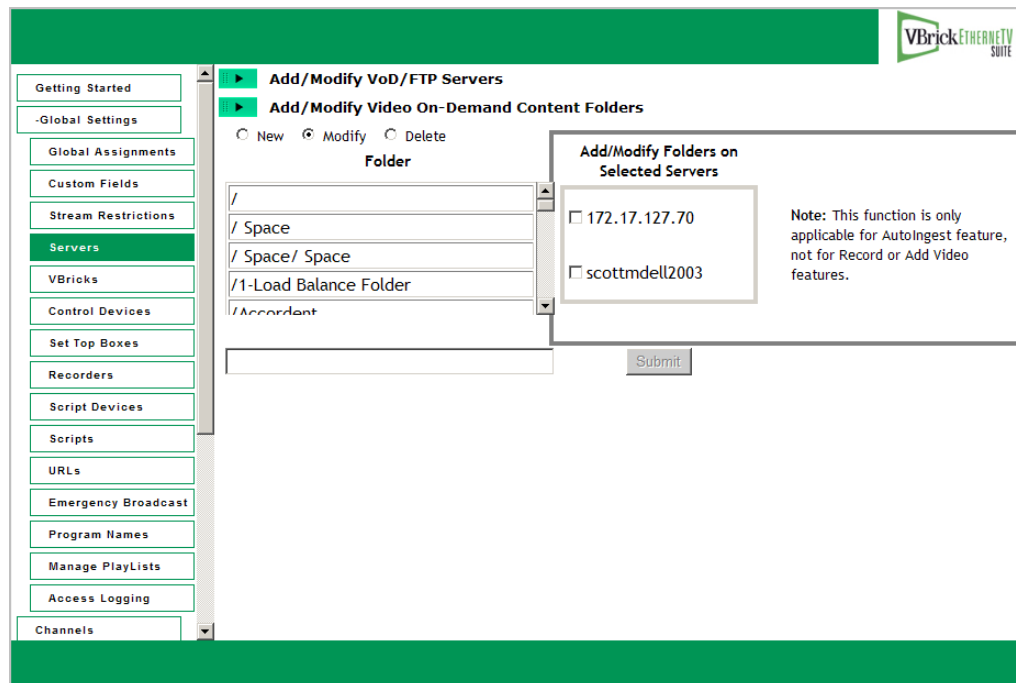 VBrick ETHERNETV
SUITE
Getting Started
-Global Settings
Global Assignments
Custom Fields
Stream Restrictions
Servers
VBricks
Control Devices
Set Top Boxes
Recorders
Script Devices
Scripts
URLs
Emergency Broadcast
Program Names
Manage PlayLists
Access Logging
Channels
Add/Modify VoD/FTP Servers
Add/Modify Video On-Demand Content Folders
New Modify Delete
Folder
/
/ Space
/ Space/ Space
/1-Load Balance Folder
/Accordent
Add/Modify Folders on
Selected Servers
172.17.127.70
scottmdell2003
Note: This function is only
applicable for AutoIngest feature,
not for Record or Add Video
features.
Submit